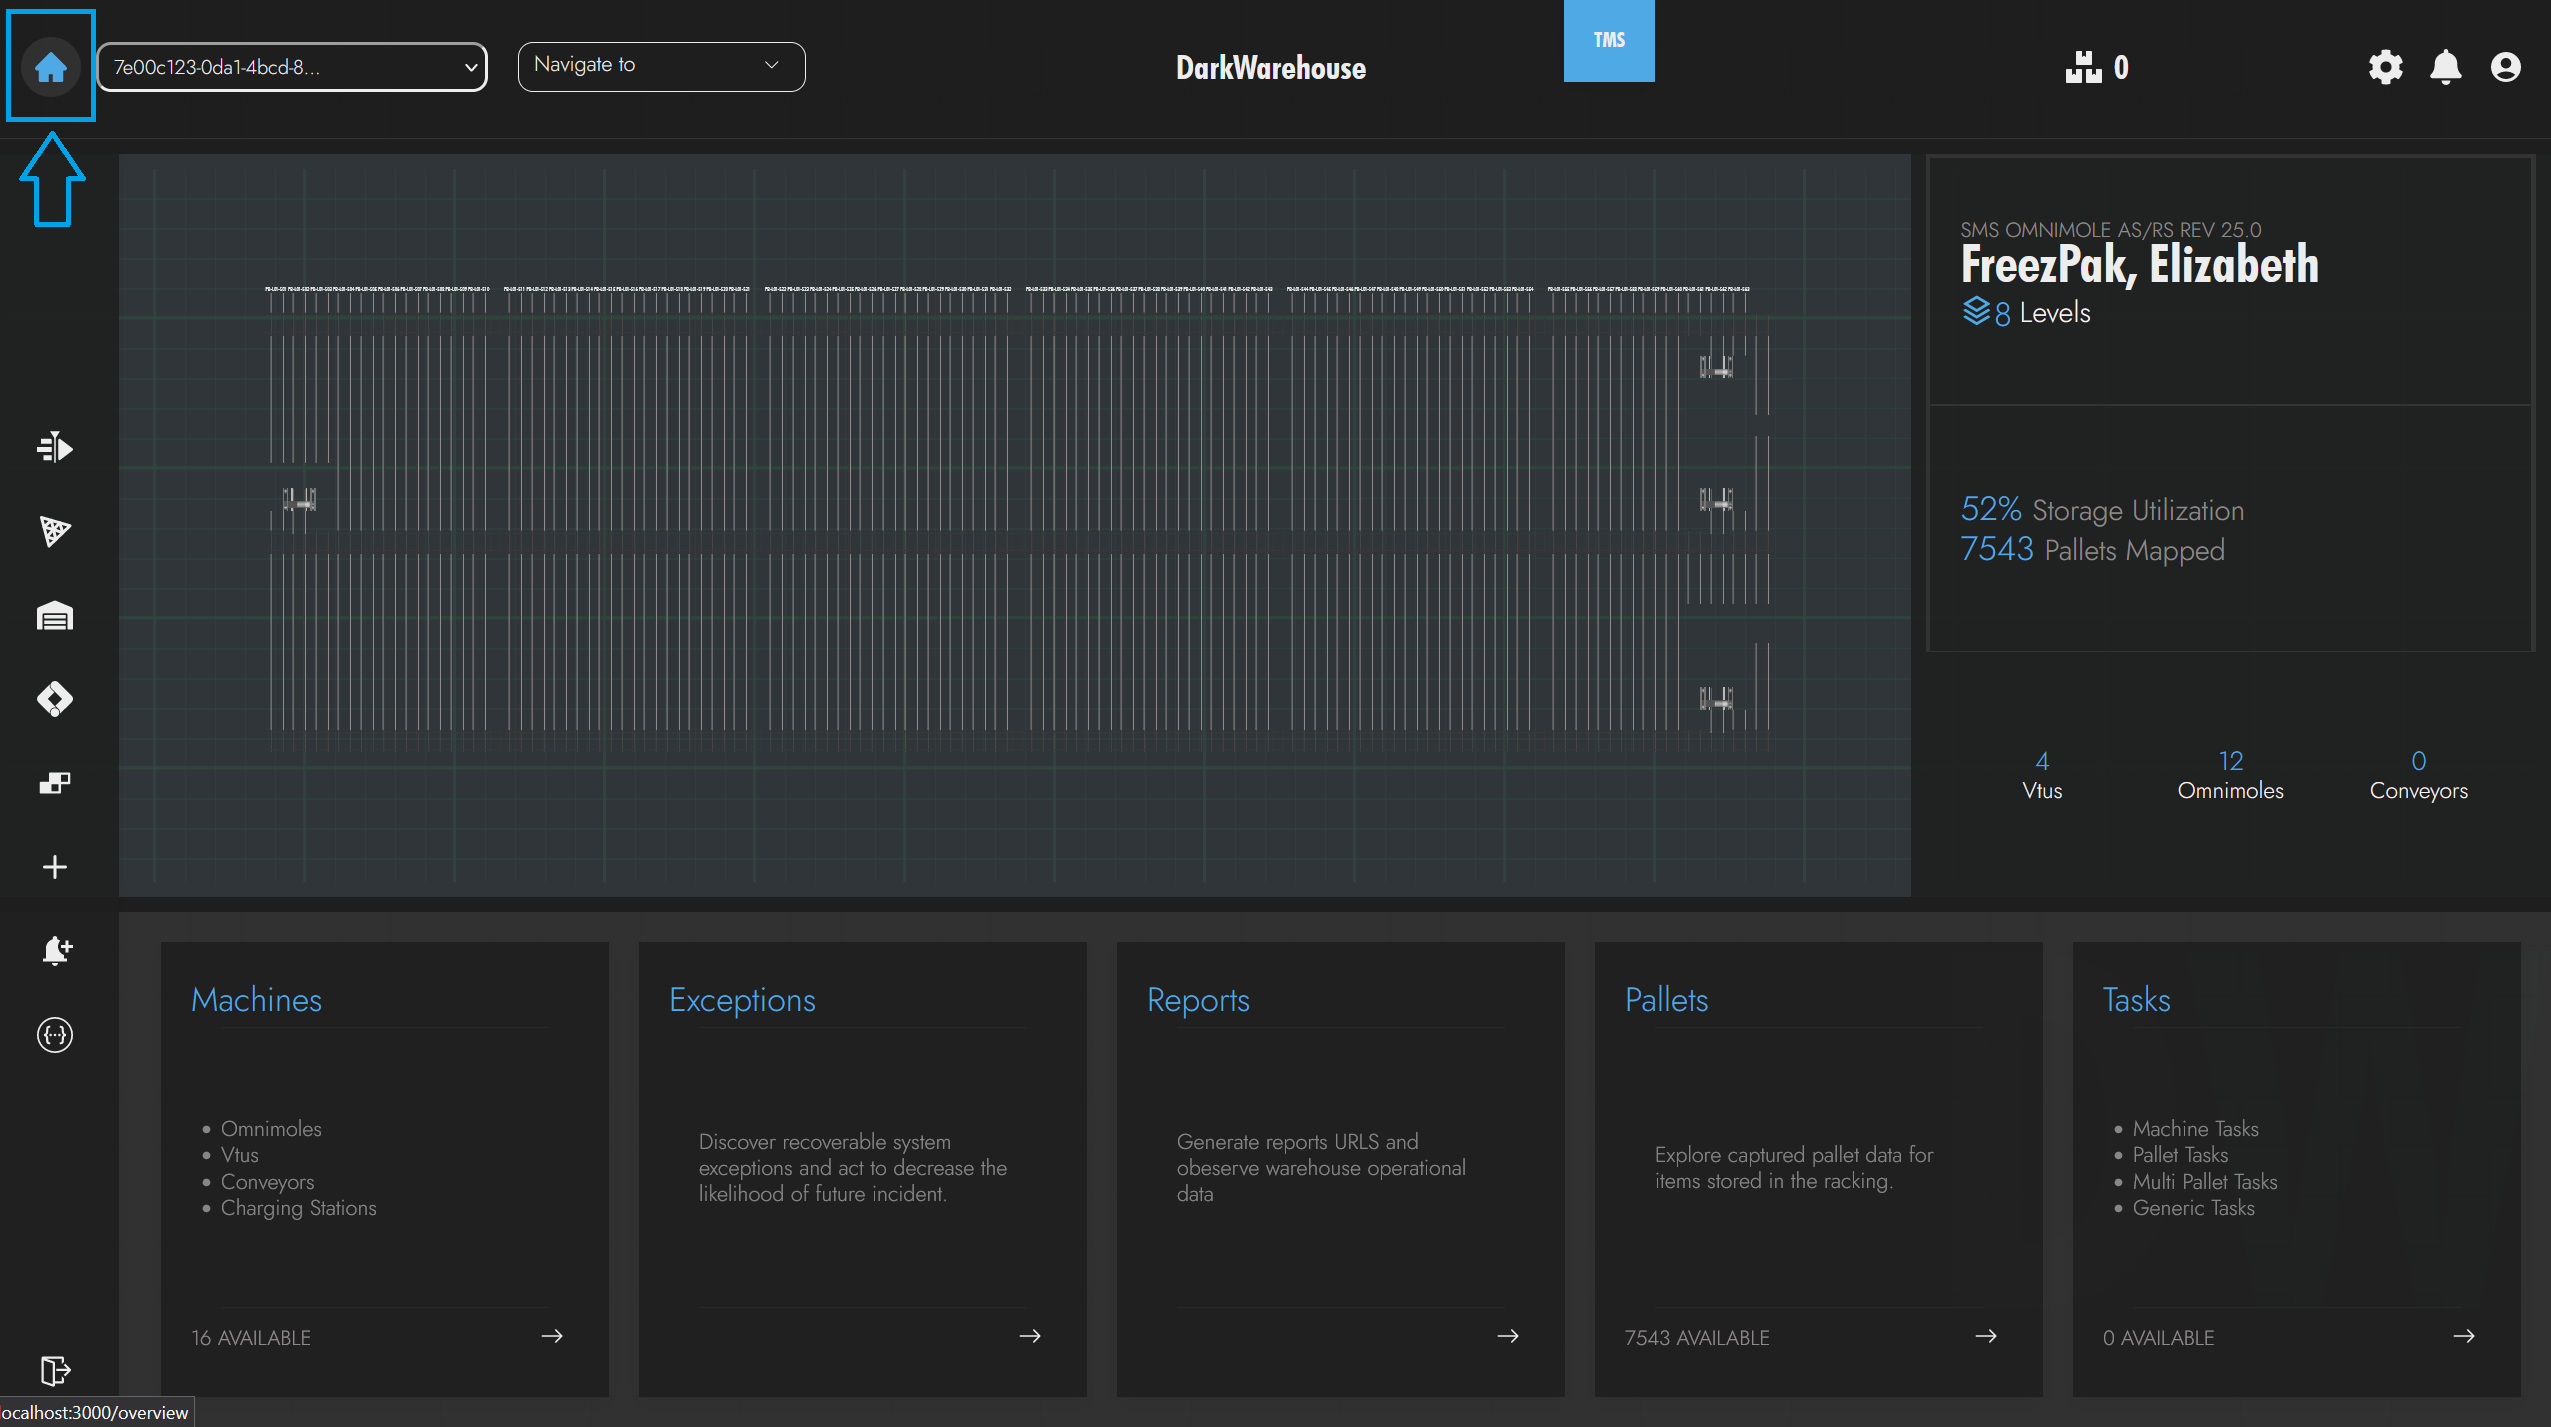 7e00c123-0da1-4bcd-8...
Navigate to
DarkWarehouse
TMS
0
SMS OMNIMOLE AS/RS REV 25.0
FreezPak, Elizabeth
8 Levels
52% Storage Utilization
7543 Pallets Mapped
4
Vtus
12
Omnimoles
0
Conveyors
Machines
Omnimoles
Vtus
Conveyors
Charging Stations
16 AVAILABLE
Exceptions
Discover recoverable system
exceptions and act to decrease the
likelihood of future incident.
Reports
Generate reports URLS and
obeserve warehouse operational
data
Pallets
Explore captured pallet data for
items stored in the racking.
7543 AVAILABLE
Tasks
Machine Tasks
Pallet Tasks
Multi Pallet Tasks
Generic Tasks
0 AVAILABLE
localhost:3000/overview